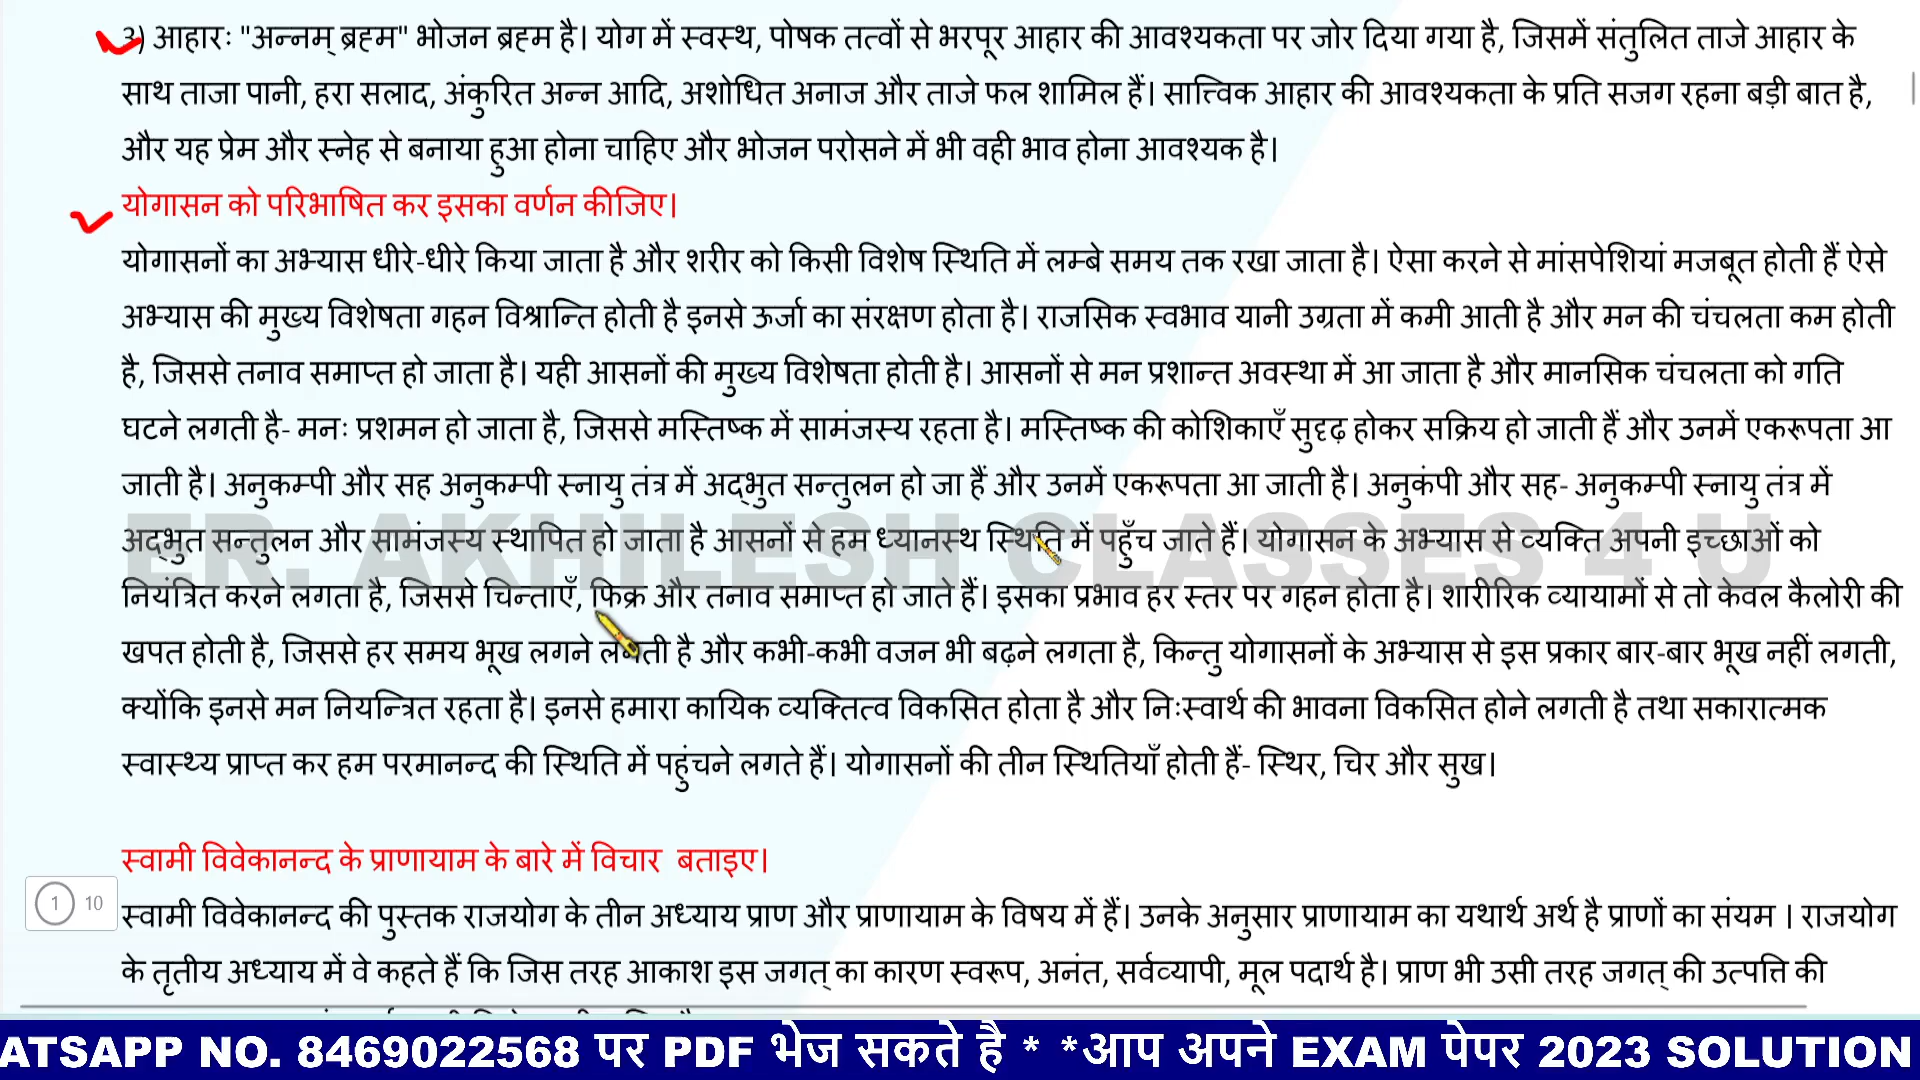 3) आहारः "अन्नम् ब्रह्म" भोजन ब्रह्म है। योग में स्वस्थ, पोषक तत्वों से भरपूर आहार की आवश्यकता पर जोर दिया गया है, जिसमें संतुलित ताजे आहार के
साथ ताजा पानी, हरा सलाद, अंकुरित अन्न आदि, अशोधित अनाज और ताजे फल शामिल हैं। सात्त्विक आहार की आवश्यकता के प्रति सजग रहना बड़ी बात है,
और यह प्रेम और स्नेह से बनाया हुआ होना चाहिए और भोजन परोसने में भी वही भाव होना आवश्यक है।
योगासन को परिभाषित कर इसका वर्णन कीजिए।
योगासनों का अभ्यास धीरे-धीरे किया जाता है और शरीर को किसी विशेष स्थिति में लम्बे समय तक रखा जाता है। ऐसा करने से मांसपेशियां मजबूत होती हैं ऐसे
अभ्यास की मुख्य विशेषता गहन विश्रान्ति होती है इनसे ऊर्जा का संरक्षण होता है। राजसिक स्वभाव यानी उग्रता में कमी आती है और मन की चंचलता कम होती
है, जिससे तनाव समाप्त हो जाता है। यही आसनों की मुख्य विशेषता होती है। आसनों से मन प्रशान्त अवस्था में आ जाता है और मानसिक चंचलता को गति
घटने लगती है- मनः प्रशमन हो जाता है, जिससे मस्तिष्क में सामंजस्य रहता है। मस्तिष्क की कोशिकाएँ सुदृढ़ होकर सक्रिय हो जाती हैं और उनमें एकरूपता आ
जाती है। अनुकम्पी और सह अनुकम्पी स्नायु तंत्र में अद्भुत सन्तुलन हो जा हैं और उनमें एकरूपता आ जाती है। अनुकंपी और सह- अनुकम्पी स्नायु तंत्र में
अद्भुत सन्तुलन और सामंजस्य स्थापित हो जाता है आसनों से हम ध्यानस्थ स्थिति में पहुँच जाते हैं। योगासन के अभ्यास से व्यक्ति अपनी इच्छाओं को
ER. AKHILESH CLASSES 4 U
नियंत्रित करने लगता है, जिससे चिन्ताएँ, फिक्र और तनाव समाप्त हो जाते हैं। इसका प्रभाव हर स्तर पर गहन होता है। शारीरिक व्यायामों से तो केवल कैलोरी की
खपत होती है, जिससे हर समय भूख लगने लगती है और कभी-कभी वजन भी बढ़ने लगता है, किन्तु योगासनों के अभ्यास से इस प्रकार बार-बार भूख नहीं लगती,
क्योंकि इनसे मन नियन्त्रित रहता है। इनसे हमारा कायिक व्यक्तित्व विकसित होता है और निःस्वार्थ की भावना विकसित होने लगती है तथा सकारात्मक
स्वास्थ्य प्राप्त कर हम परमानन्द की स्थिति में पहुंचने लगते हैं। योगासनों की तीन स्थितियाँ होती हैं- स्थिर, चिर और सुख।
स्वामी विवेकानन्द के प्राणायाम के बारे में विचार बताइए।
1 10
स्वामी विवेकानन्द की पुस्तक राजयोग के तीन अध्याय प्राण और प्राणायाम के विषय में हैं। उनके अनुसार प्राणायाम का यथार्थ अर्थ है प्राणों का संयम । राजयोग
के तृतीय अध्याय में वे कहते हैं कि जिस तरह आकाश इस जगत् का कारण स्वरूप, अनंत, सर्वव्यापी, मूल पदार्थ है। प्राण भी उसी तरह जगत् की उत्पत्ति की
ATSAPP NO. 8469022568 पर PDF भेज सकते है * *आप अपने EXAM पेपर 2023 SOLUTION